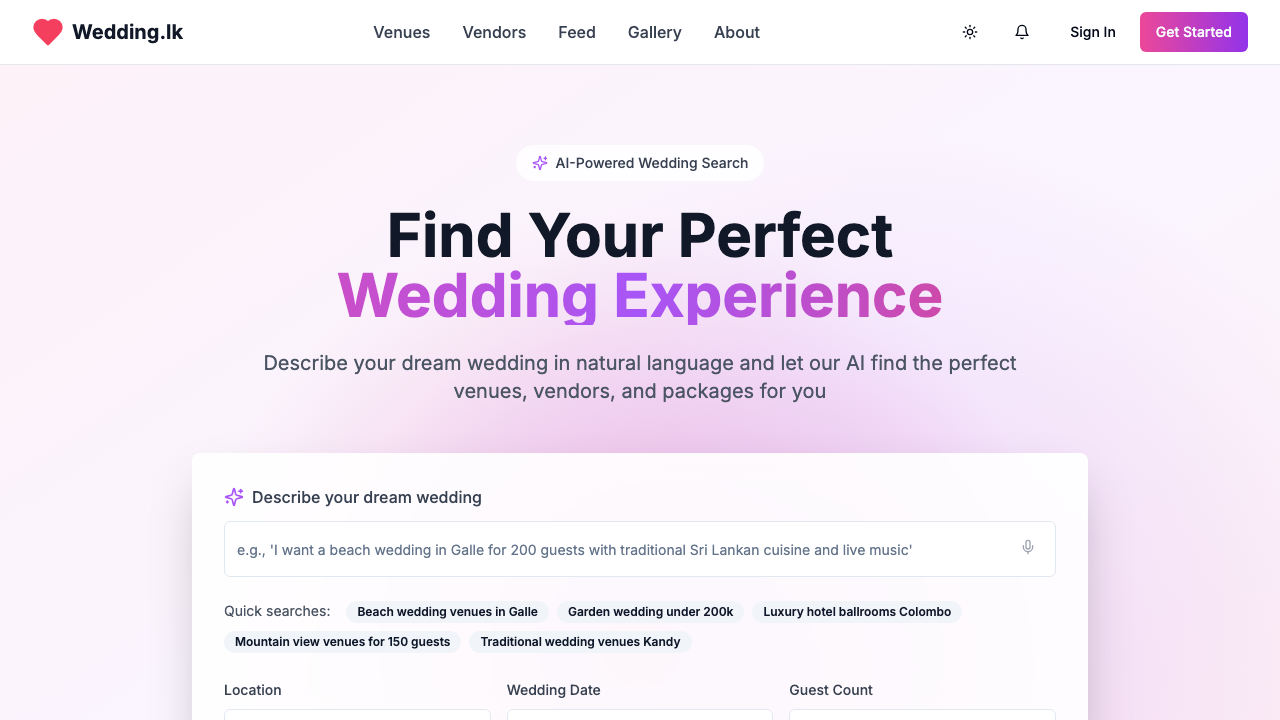 Wedding.lk
Venues Vendors Feed Gallery About
Sign In
Get Started
AI-Powered Wedding Search
Find Your Perfect
Wedding Experience
Describe your dream wedding in natural language and let our AI find the perfect
venues, vendors, and packages for you
Describe your dream wedding
e.g., 'I want a beach wedding in Galle for 200 guests with traditional Sri Lankan cuisine and live music'
Quick searches: Beach wedding venues in Galle Garden wedding under 200k Luxury hotel ballrooms Colombo
Mountain view venues for 150 guests Traditional wedding venues Kandy
Location Wedding Date Guest Count